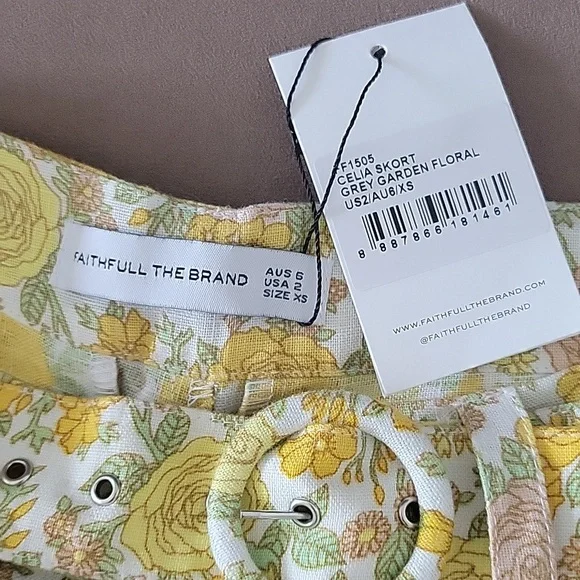 FF1505
CELIA SKORT
GREY GARDEN FLORAL
US2/AU6/XS
8 887866 181461
WWW.FAITHFULLTHEBRAND.COM
@FAITHFULLTHEBRAND
FAITHFULL THE BRAND
AUS 6
USA 2
SIZE XS